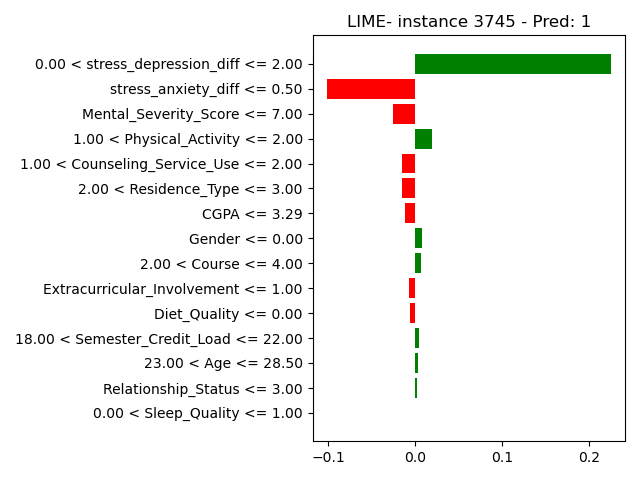 LIME- instance 3745 - Pred: 1
0.00 < stress_depression_diff <= 2.00
stress_anxiety_diff <= 0.50
Mental_Severity_Score <= 7.00
1.00 < Physical_Activity <= 2.00
1.00 < Counseling_Service_Use <= 2.00
2.00 < Residence_Type <= 3.00
CGPA <= 3.29
Gender <= 0.00
2.00 < Course <= 4.00
Extracurricular_Involvement <= 1.00
Diet_Quality <= 0.00
18.00 < Semester_Credit_Load <= 22.00
23.00 < Age <= 28.50
Relationship_Status <= 3.00
0.00 < Sleep_Quality <= 1.00
−0.1 0.0 0.1 0.2